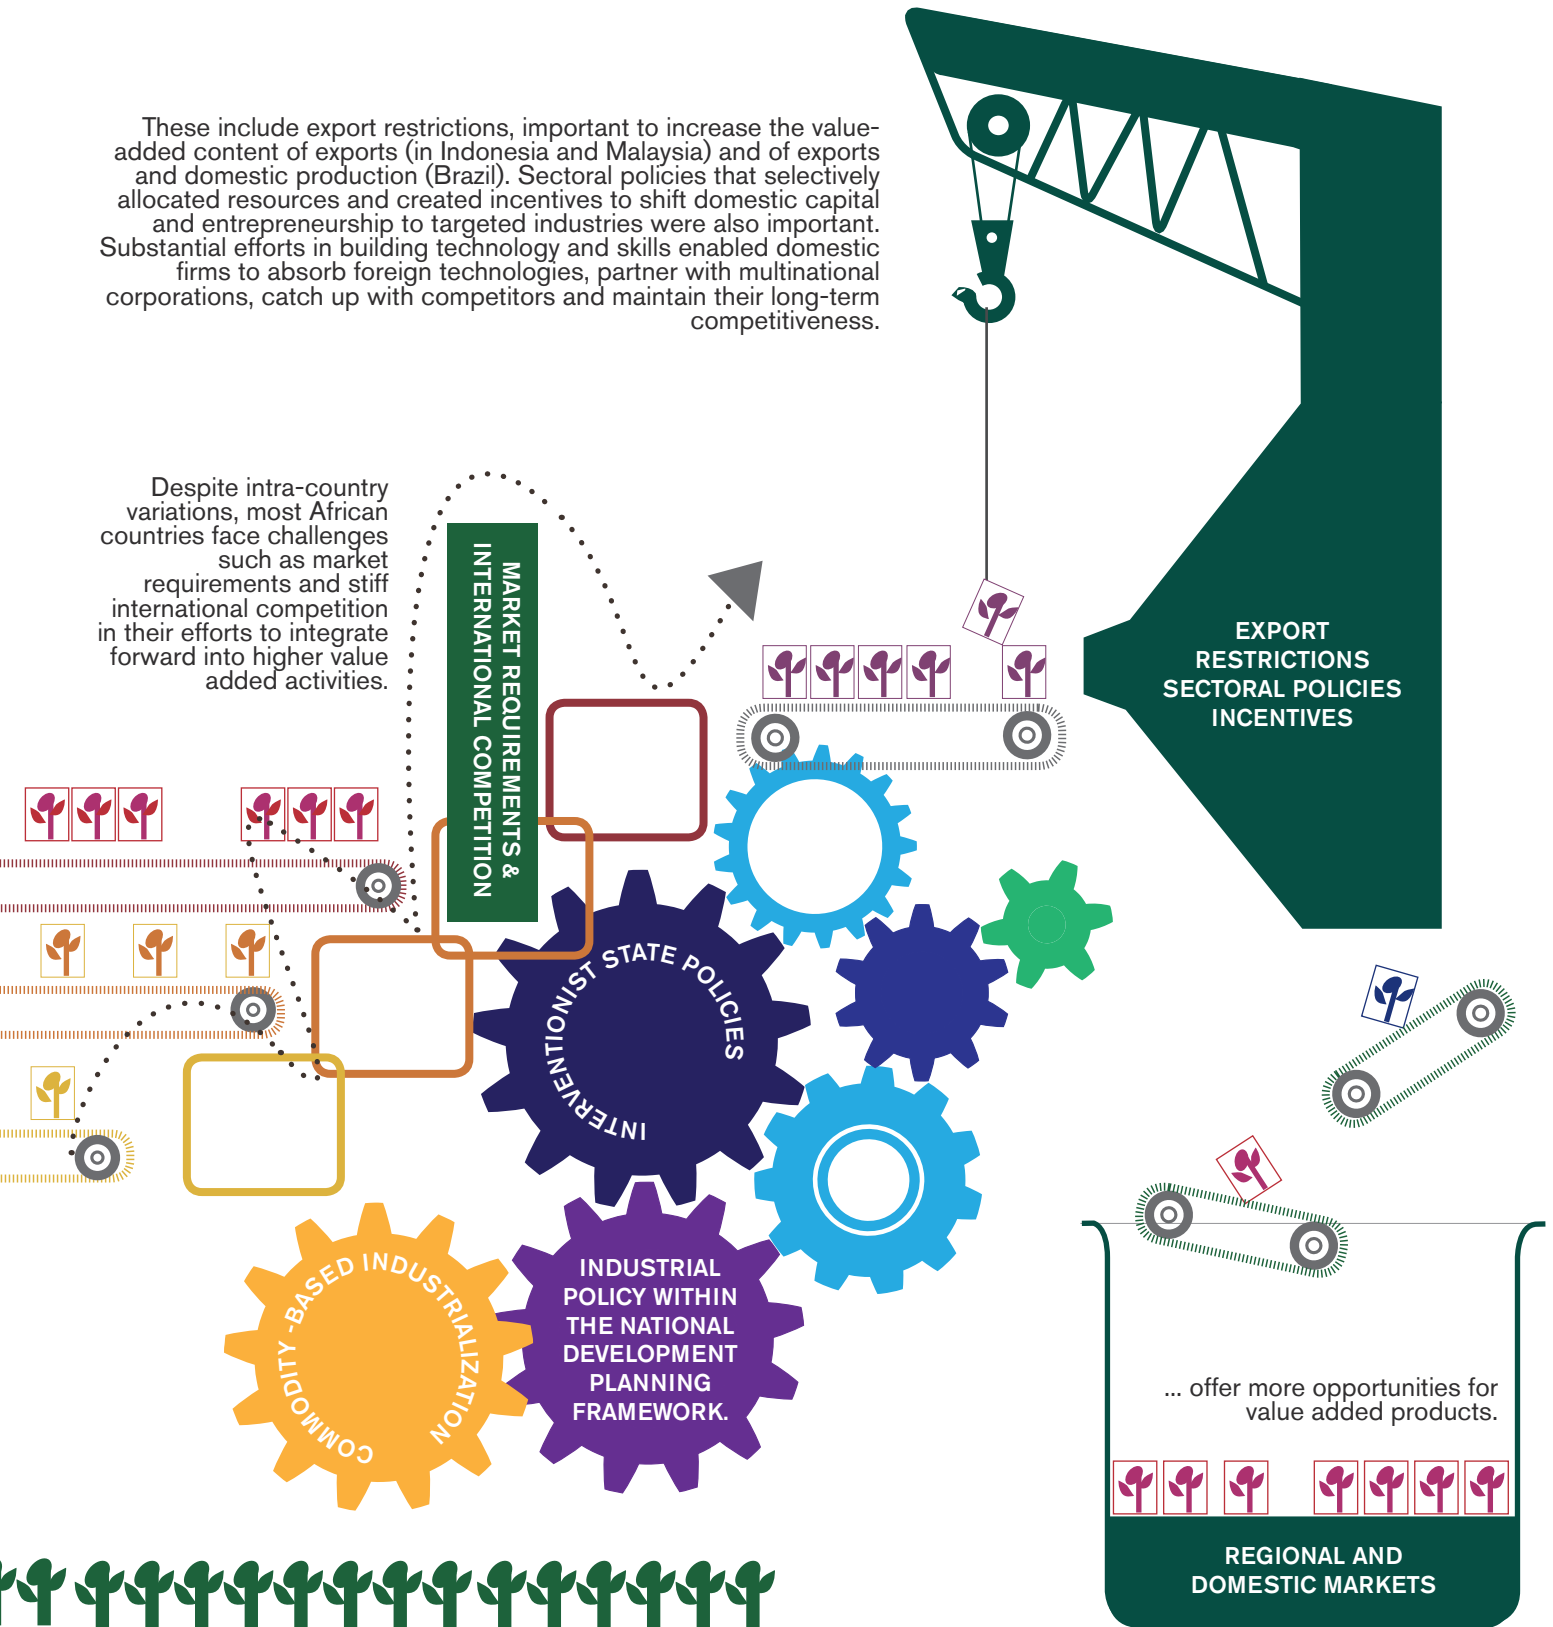 These include export restrictions, important to increase the value-
added content of exports (in Indonesia and Malaysia) and of exports
and domestic production (Brazil). Sectoral policies that selectively
allocated resources and created incentives to shift domestic capital
and entrepreneurship to targeted industries were also important.
Substantial efforts in building technology and skills enabled domestic
firms to absorb foreign technologies, partner with multinational
corporations, catch up with competitors and maintain their long-term
competitiveness.
Despite intra-country
variations, most African
countries face challenges
such as market
requirements and stiff
international competition
in their efforts to integrate
forward into higher value
added activities.
MARKET REQUIREMENTS &
INTERNATIONAL COMPETITION
EXPORT
RESTRICTIONS
SECTORAL POLICIES
INCENTIVES
INTERVENTIONIST STATE POLICIES
COMMODITY -BASED INDUSTRIALIZATION
INDUSTRIAL
POLICY WITHIN
THE NATIONAL
DEVELOPMENT
PLANNING
FRAMEWORK.
... offer more opportunities for
value added products.
REGIONAL AND
DOMESTIC MARKETS